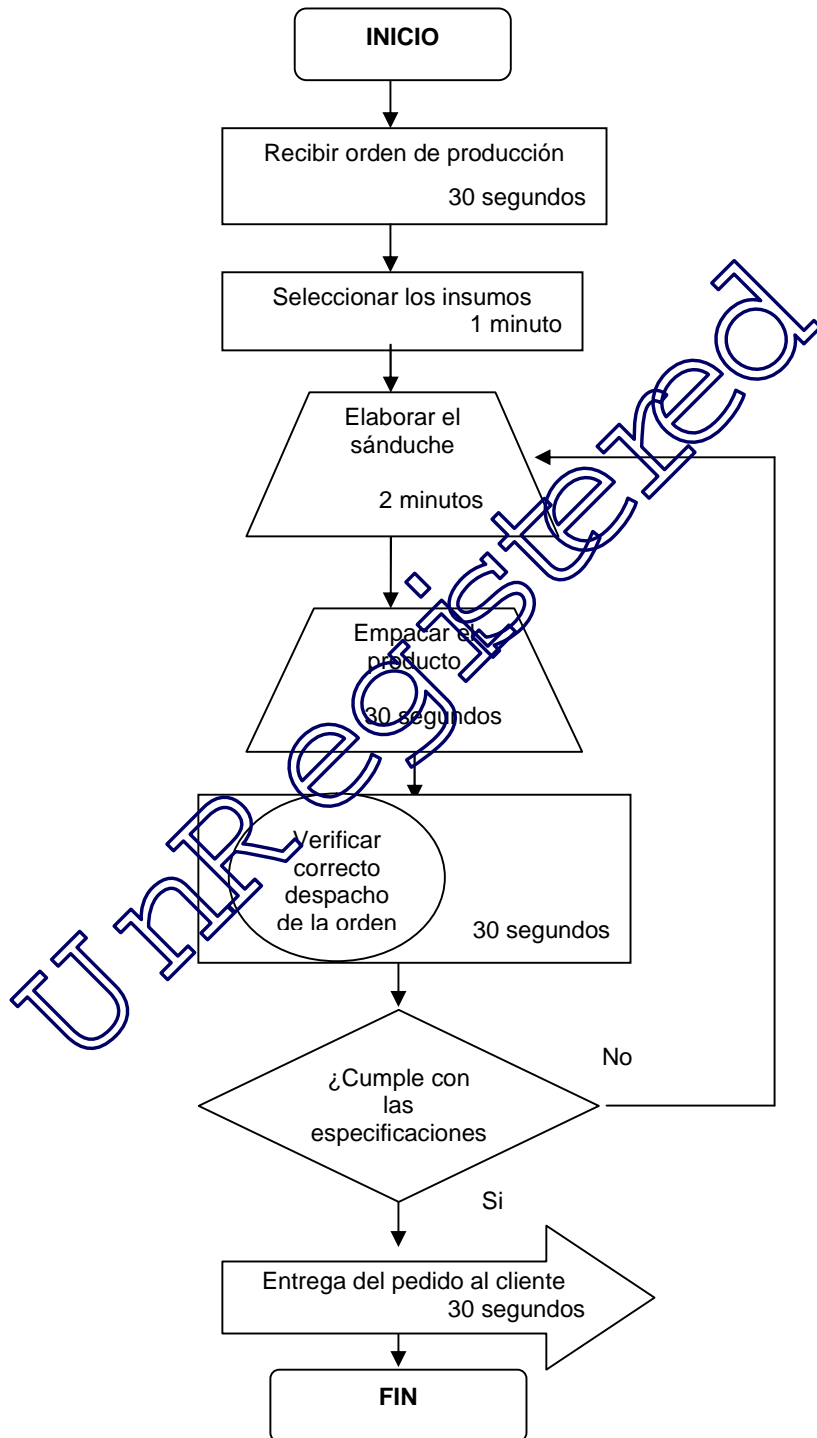 INICIO
Recibir orden de producción
30 segundos
Seleccionar los insumos
1 minuto
Elaborar el
sánduche
2 minutos
Empacar el
producto
30 segundos
Verificar
correcto
despacho
de la orden
30 segundos
¿Cumple con
las
especificaciones
No
Si
Entrega del pedido al cliente
30 segundos
FIN
UnRegistered